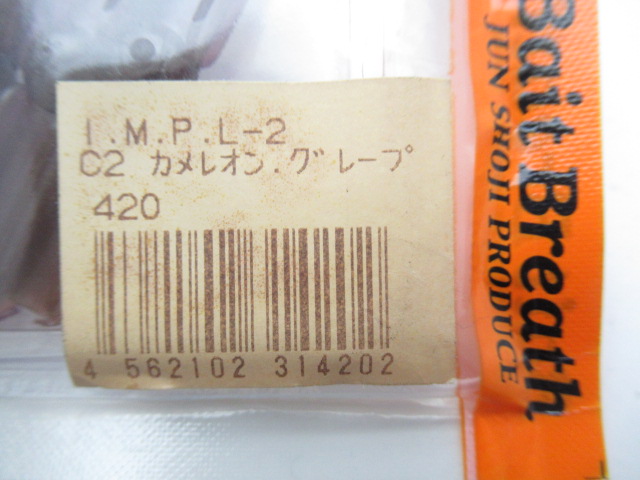 I.M.P.L-2
C2 カメレオン.グレープ
420
4 562102 314202
Bait Breath
JUN SHOJI PRODUCE